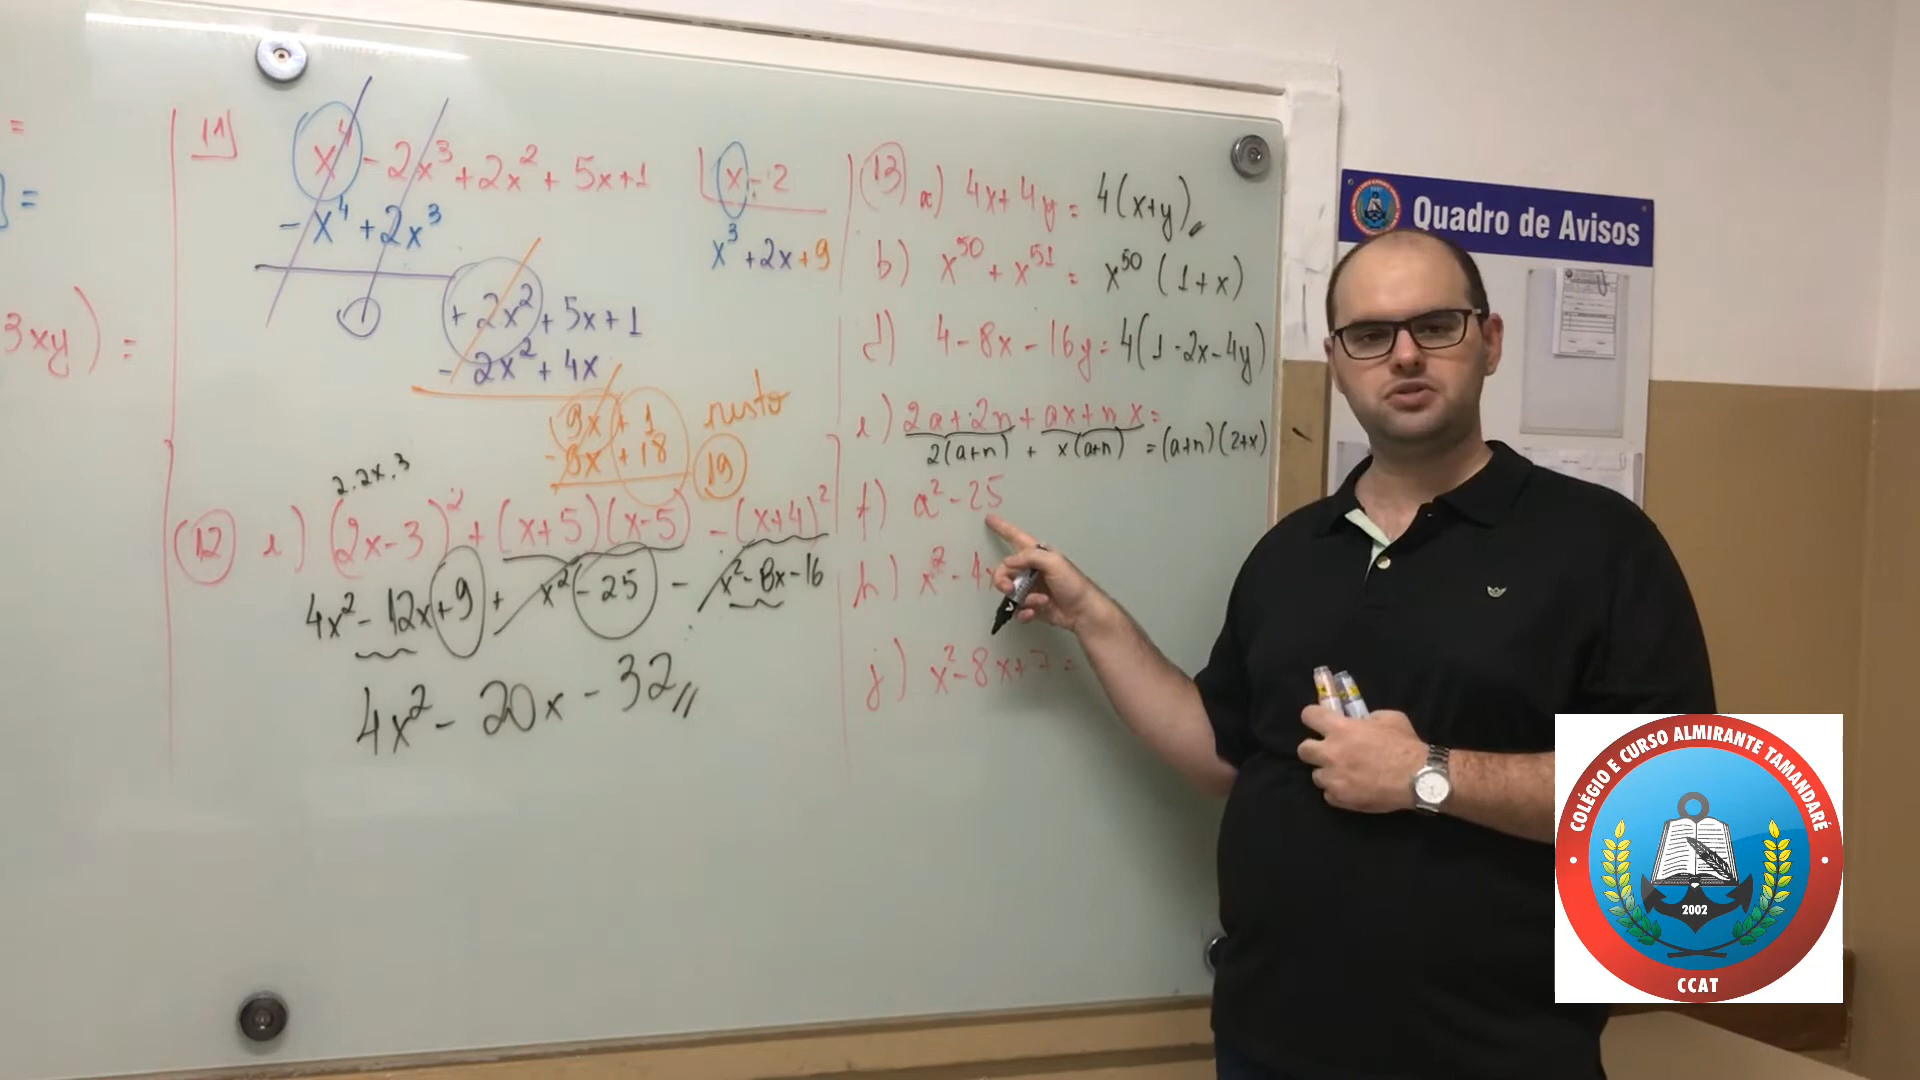 =
] =
3xy) =
11
x⁴ - 2x³ + 2x² + 5x + 1 | x - 2
- x⁴ + 2x³
x³ + 2x + 9
+ 2x² + 5x + 1
- 2x² + 4x
9x + 1 resto
- 9x + 18 19
2.2x.3
12 e) (2x-3)² + (x+5)(x-5) - (x+4)²
4x² - 12x + 9 + x² - 25 - x² - 8x - 16
4x² - 20x - 32
13 a) 4x + 4y = 4(x+y)
b) x⁵⁰ + x⁵¹ = x⁵⁰ (1+x)
d) 4 - 8x - 16y = 4(1-2x-4y)
e) 2a + 2n + ax + n x =
2(a+n) + x(a+n) = (a+n)(2+x)
f) a² - 25
h) x² - 4x
j) x² - 8x + 7 =
Quadro de Avisos
COLÉGIO E CURSO ALMIRANTE TAMANDARÉ
2002
CCAT